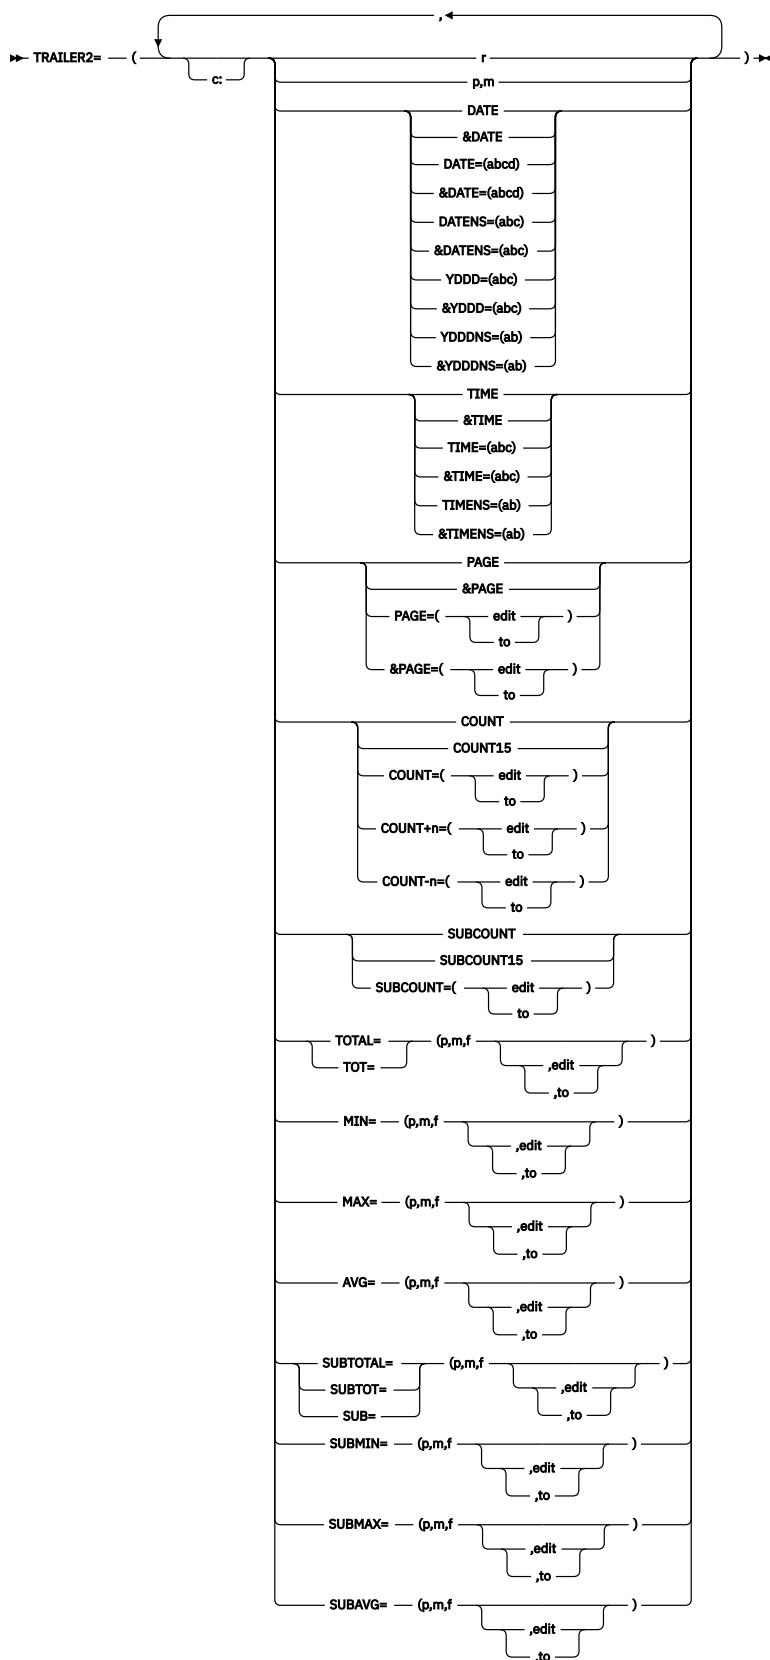 ,
TRAILER2= ( r )
c:
p,m
DATE
&DATE
DATE=(abcd)
&DATE=(abcd)
DATENS=(abc)
&DATENS=(abc)
YDDD=(abc)
&YDDD=(abc)
YDDDNS=(ab)
&YDDDNS=(ab)
TIME
&TIME
TIME=(abc)
&TIME=(abc)
TIMENS=(ab)
&TIMENS=(ab)
PAGE
&PAGE
PAGE=( edit )
to
&PAGE=( edit )
to
COUNT
COUNT15
COUNT=( edit )
to
COUNT+n=( edit )
to
COUNT-n=( edit )
to
SUBCOUNT
SUBCOUNT15
SUBCOUNT=( edit )
to
TOTAL= (p,m,f )
TOT= ,edit
,to
MIN= (p,m,f )
,edit
,to
MAX= (p,m,f )
,edit
,to
AVG= (p,m,f )
,edit
,to
SUBTOTAL= (p,m,f )
SUBTOT= ,edit
SUB= ,to
SUBMIN= (p,m,f )
,edit
,to
SUBMAX= (p,m,f )
,edit
,to
SUBAVG= (p,m,f )
,edit
,to